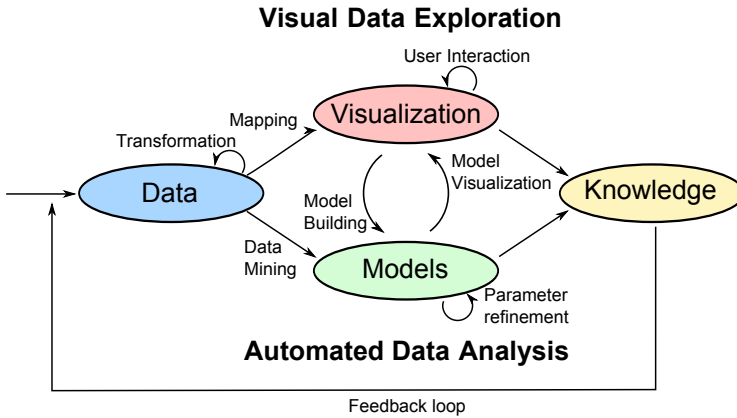 Visual Data Exploration
User Interaction
Visualization
Mapping
Transformation
Data
Model
Visualization
Knowledge
Model
Building
Data
Mining
Models
Parameter
refinement
Automated Data Analysis
Feedback loop